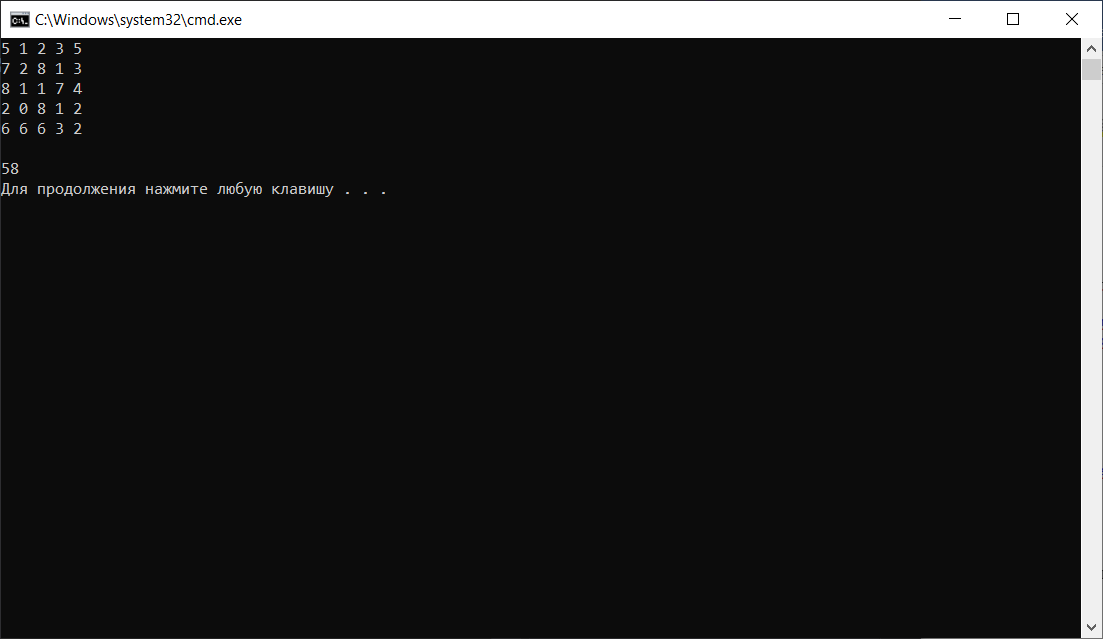 C:\Windows\system32\cmd.exe
5 1 2 3 5
7 2 8 1 3
8 1 1 7 4
2 0 8 1 2
6 6 6 3 2
58
Для продолжения нажмите любую клавишу . . .